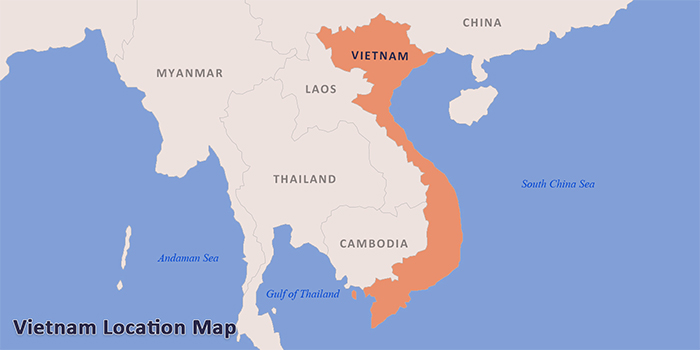 CHINA
VIETNAM
MYANMAR
LAOS
THAILAND
South China Sea
CAMBODIA
Andaman Sea
Gulf of Thailand
Vietnam Location Map